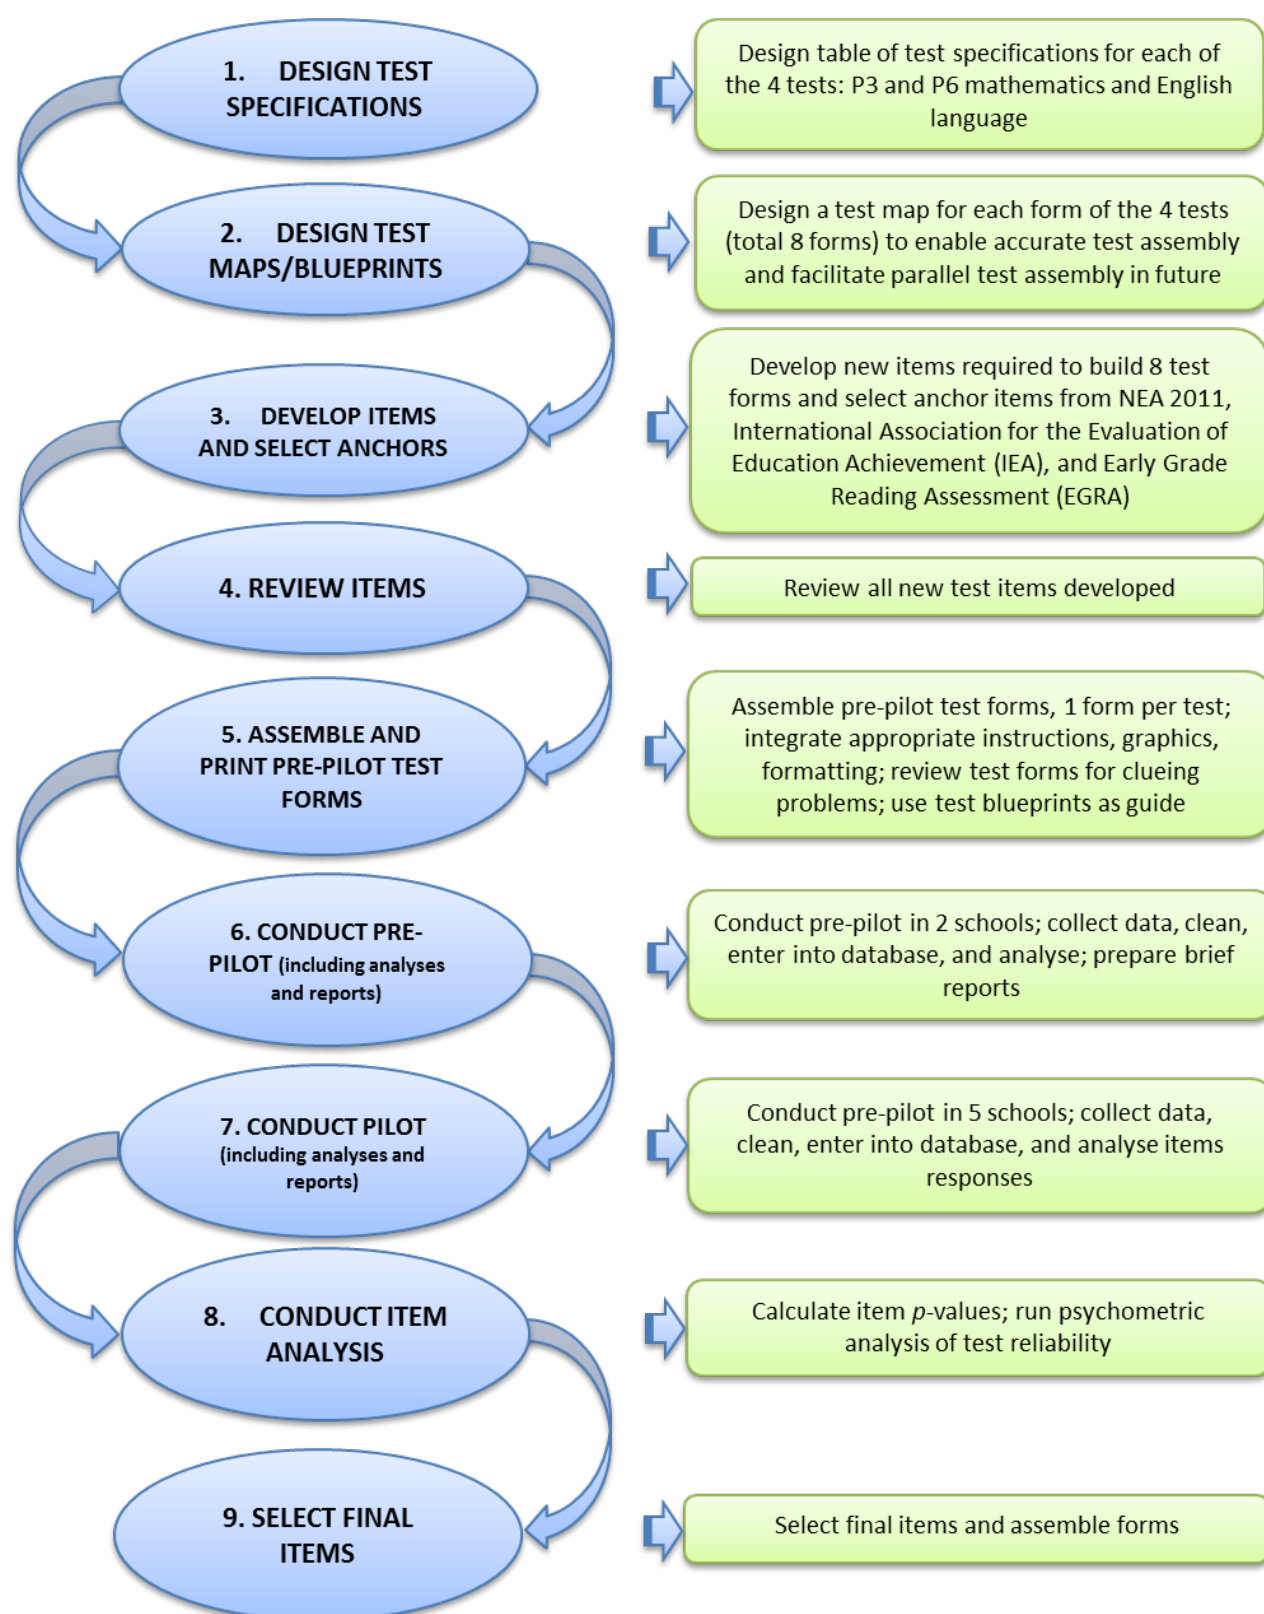 1. DESIGN TEST
SPECIFICATIONS
Design table of test specifications for each of
the 4 tests: P3 and P6 mathematics and English
language
2. DESIGN TEST
MAPS/BLUEPRINTS
Design a test map for each form of the 4 tests
(total 8 forms) to enable accurate test assembly
and facilitate parallel test assembly in future
3. DEVELOP ITEMS
AND SELECT ANCHORS
Develop new items required to build 8 test
forms and select anchor items from NEA 2011,
International Association for the Evaluation of
Education Achievement (IEA), and Early Grade
Reading Assessment (EGRA)
4. REVIEW ITEMS
Review all new test items developed
5. ASSEMBLE AND
PRINT PRE-PILOT TEST
FORMS
Assemble pre-pilot test forms, 1 form per test;
integrate appropriate instructions, graphics,
formatting; review test forms for clueing
problems; use test blueprints as guide
6. CONDUCT PRE-
PILOT (including analyses
and reports)
Conduct pre-pilot in 2 schools; collect data, clean,
enter into database, and analyse; prepare brief
reports
7. CONDUCT PILOT
(including analyses and
reports)
Conduct pre-pilot in 5 schools; collect data,
clean, enter into database, and analyse items
responses
8. CONDUCT ITEM
ANALYSIS
Calculate item p-values; run psychometric
analysis of test reliability
9. SELECT FINAL
ITEMS
Select final items and assemble forms